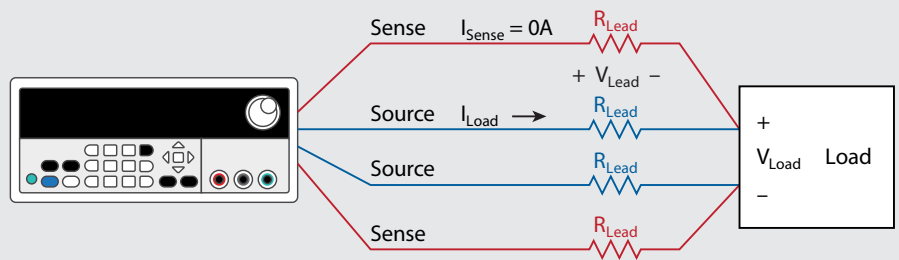 Sense I_Sense = 0A R_Lead
+ V_Lead −
Source I_Load → R_Lead
+
Source R_Lead
V_Load Load
−
Sense R_Lead